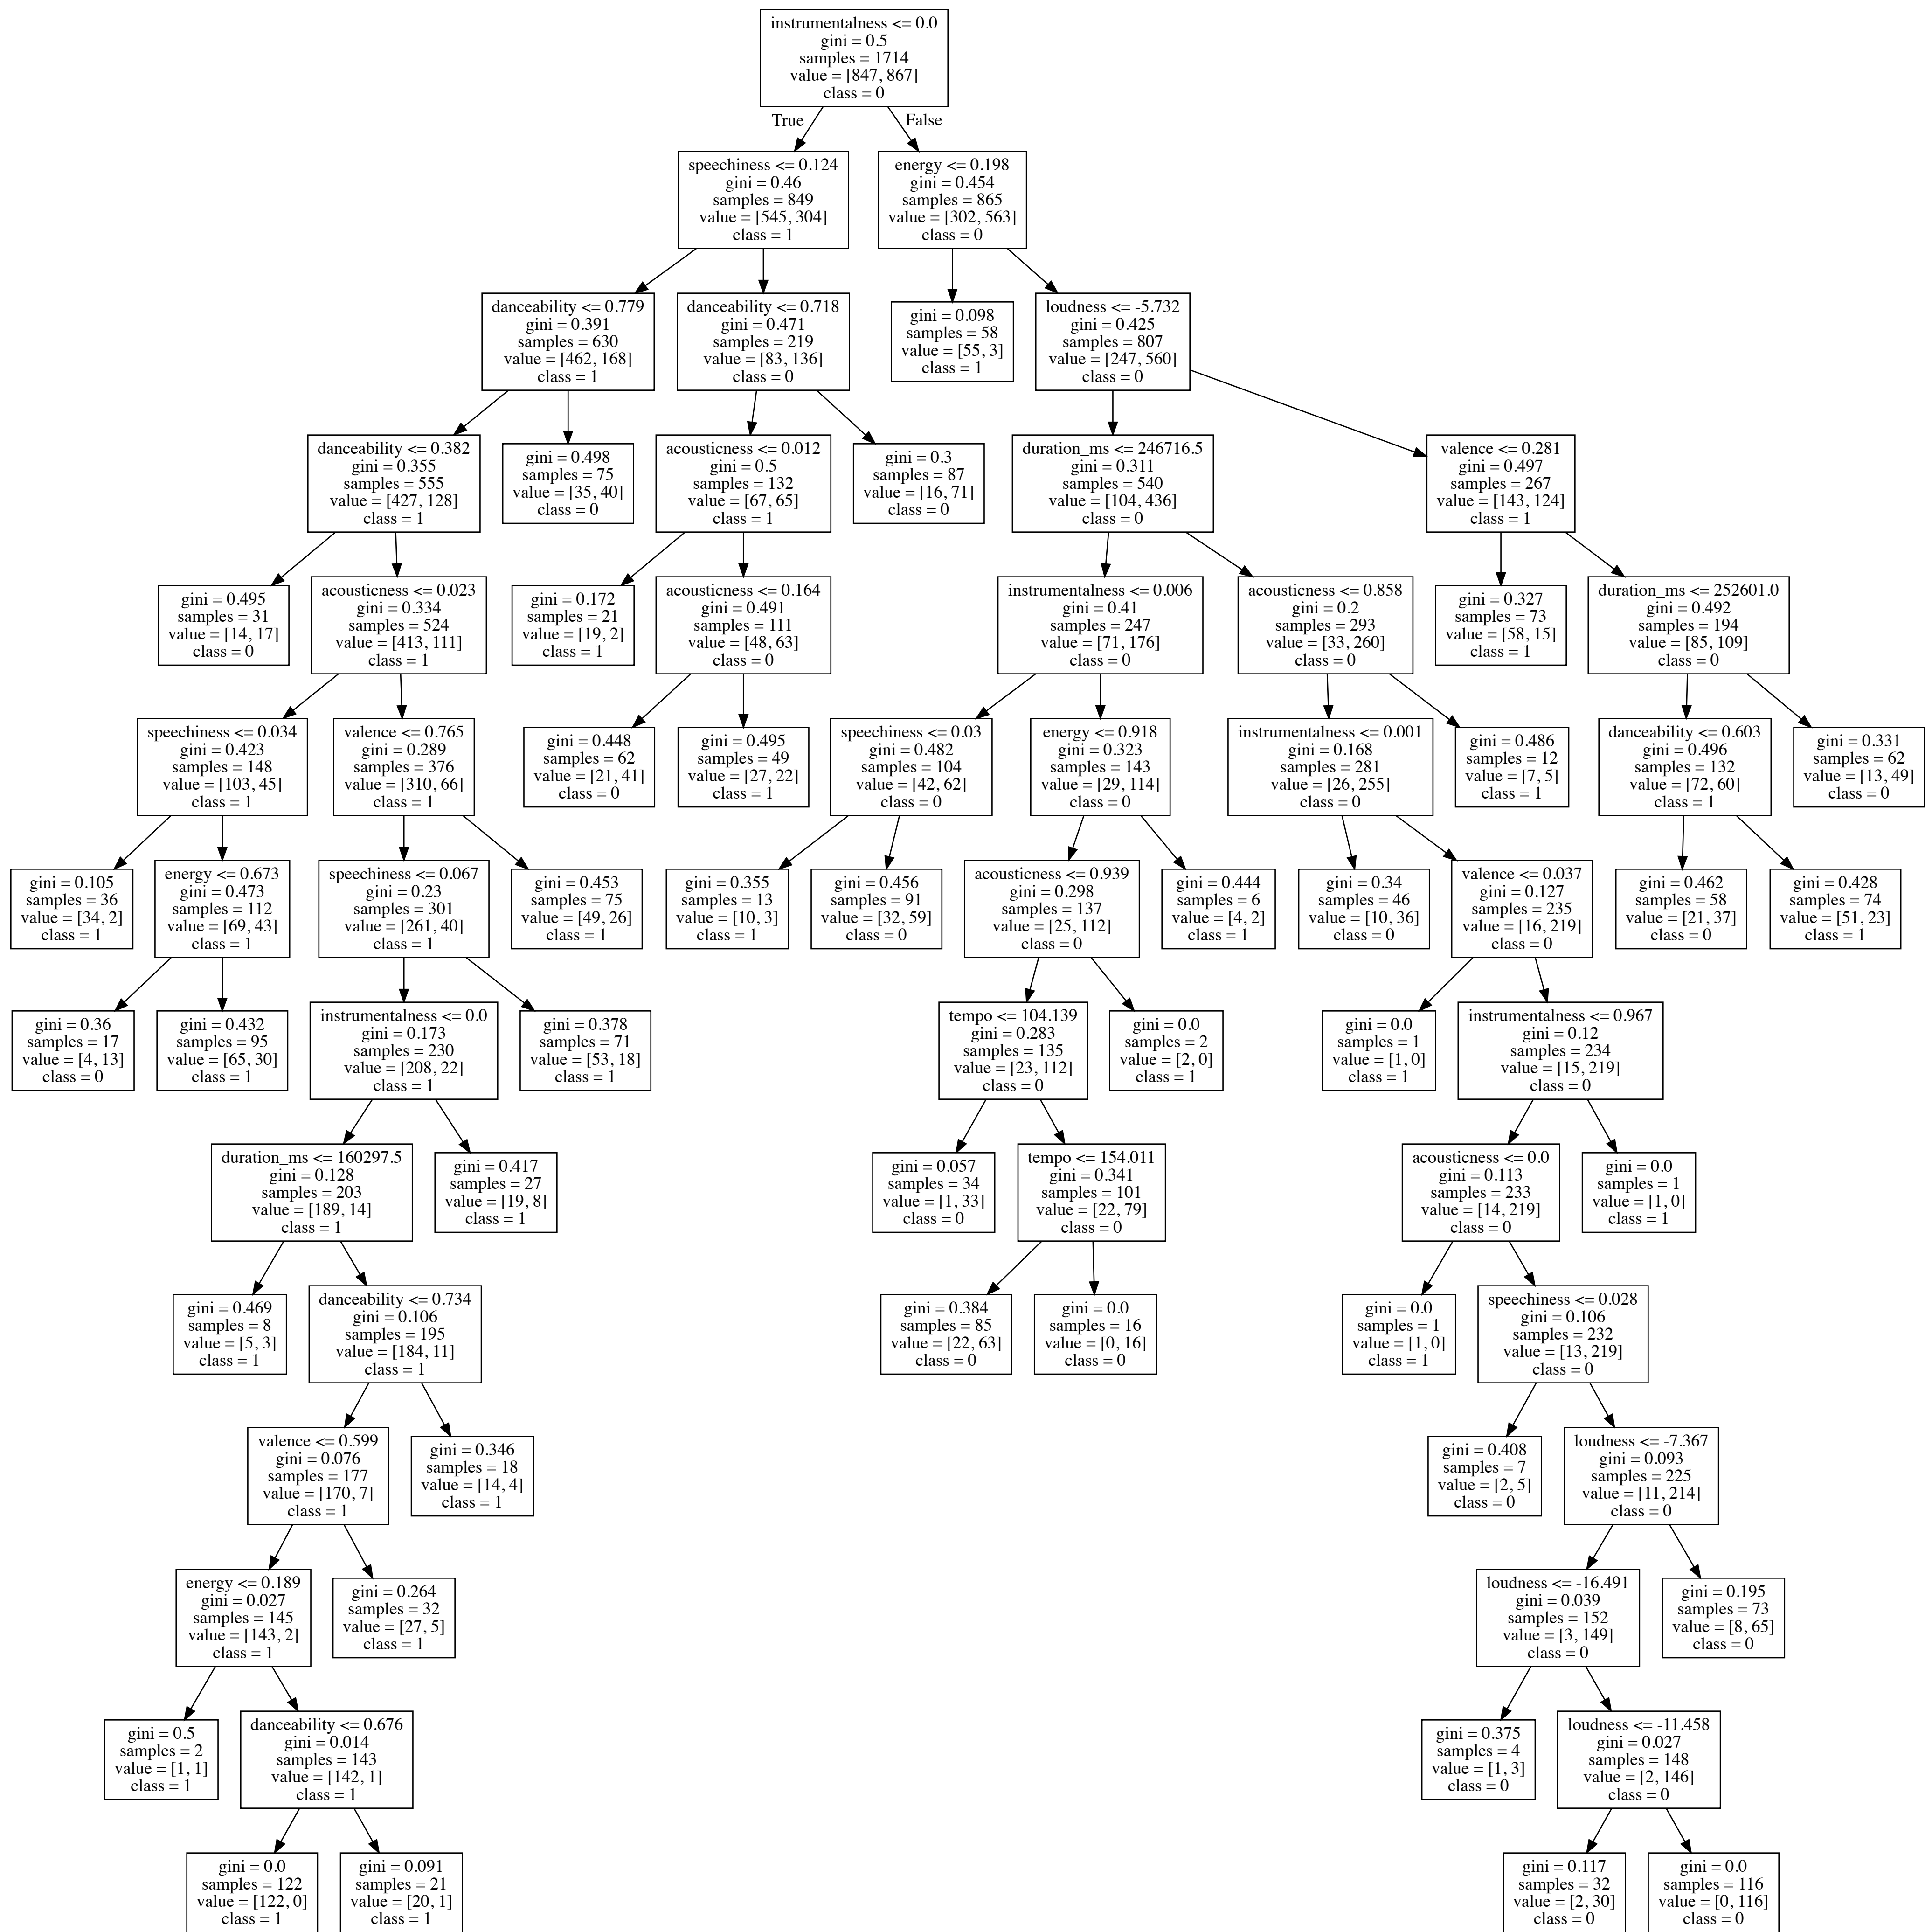 instrumentalness <= 0.0
gini = 0.5
samples = 1714
value = [847, 867]
class = 0
True
False
speechiness <= 0.124
gini = 0.46
samples = 849
value = [545, 304]
class = 1
energy <= 0.198
gini = 0.454
samples = 865
value = [302, 563]
class = 0
danceability <= 0.779
gini = 0.391
samples = 630
value = [462, 168]
class = 1
danceability <= 0.718
gini = 0.471
samples = 219
value = [83, 136]
class = 0
gini = 0.098
samples = 58
value = [55, 3]
class = 1
loudness <= -5.732
gini = 0.425
samples = 807
value = [247, 560]
class = 0
danceability <= 0.382
gini = 0.355
samples = 555
value = [427, 128]
class = 1
gini = 0.498
samples = 75
value = [35, 40]
class = 0
acousticness <= 0.012
gini = 0.5
samples = 132
value = [67, 65]
class = 1
gini = 0.3
samples = 87
value = [16, 71]
class = 0
duration_ms <= 246716.5
gini = 0.311
samples = 540
value = [104, 436]
class = 0
valence <= 0.281
gini = 0.497
samples = 267
value = [143, 124]
class = 1
gini = 0.495
samples = 31
value = [14, 17]
class = 0
acousticness <= 0.023
gini = 0.334
samples = 524
value = [413, 111]
class = 1
gini = 0.172
samples = 21
value = [19, 2]
class = 1
acousticness <= 0.164
gini = 0.491
samples = 111
value = [48, 63]
class = 0
instrumentalness <= 0.006
gini = 0.41
samples = 247
value = [71, 176]
class = 0
acousticness <= 0.858
gini = 0.2
samples = 293
value = [33, 260]
class = 0
gini = 0.327
samples = 73
value = [58, 15]
class = 1
duration_ms <= 252601.0
gini = 0.492
samples = 194
value = [85, 109]
class = 0
speechiness <= 0.034
gini = 0.423
samples = 148
value = [103, 45]
class = 1
valence <= 0.765
gini = 0.289
samples = 376
value = [310, 66]
class = 1
gini = 0.448
samples = 62
value = [21, 41]
class = 0
gini = 0.495
samples = 49
value = [27, 22]
class = 1
speechiness <= 0.03
gini = 0.482
samples = 104
value = [42, 62]
class = 0
energy <= 0.918
gini = 0.323
samples = 143
value = [29, 114]
class = 0
instrumentalness <= 0.001
gini = 0.168
samples = 281
value = [26, 255]
class = 0
gini = 0.486
samples = 12
value = [7, 5]
class = 1
danceability <= 0.603
gini = 0.496
samples = 132
value = [72, 60]
class = 1
gini = 0.331
samples = 62
value = [13, 49]
class = 0
gini = 0.105
samples = 36
value = [34, 2]
class = 1
energy <= 0.673
gini = 0.473
samples = 112
value = [69, 43]
class = 1
speechiness <= 0.067
gini = 0.23
samples = 301
value = [261, 40]
class = 1
gini = 0.453
samples = 75
value = [49, 26]
class = 1
gini = 0.355
samples = 13
value = [10, 3]
class = 1
gini = 0.456
samples = 91
value = [32, 59]
class = 0
acousticness <= 0.939
gini = 0.298
samples = 137
value = [25, 112]
class = 0
gini = 0.444
samples = 6
value = [4, 2]
class = 1
gini = 0.34
samples = 46
value = [10, 36]
class = 0
valence <= 0.037
gini = 0.127
samples = 235
value = [16, 219]
class = 0
gini = 0.462
samples = 58
value = [21, 37]
class = 0
gini = 0.428
samples = 74
value = [51, 23]
class = 1
gini = 0.36
samples = 17
value = [4, 13]
class = 0
gini = 0.432
samples = 95
value = [65, 30]
class = 1
instrumentalness <= 0.0
gini = 0.173
samples = 230
value = [208, 22]
class = 1
gini = 0.378
samples = 71
value = [53, 18]
class = 1
tempo <= 104.139
gini = 0.283
samples = 135
value = [23, 112]
class = 0
gini = 0.0
samples = 2
value = [2, 0]
class = 1
gini = 0.0
samples = 1
value = [1, 0]
class = 1
instrumentalness <= 0.967
gini = 0.12
samples = 234
value = [15, 219]
class = 0
duration_ms <= 160297.5
gini = 0.128
samples = 203
value = [189, 14]
class = 1
gini = 0.417
samples = 27
value = [19, 8]
class = 1
gini = 0.057
samples = 34
value = [1, 33]
class = 0
tempo <= 154.011
gini = 0.341
samples = 101
value = [22, 79]
class = 0
acousticness <= 0.0
gini = 0.113
samples = 233
value = [14, 219]
class = 0
gini = 0.0
samples = 1
value = [1, 0]
class = 1
gini = 0.469
samples = 8
value = [5, 3]
class = 1
danceability <= 0.734
gini = 0.106
samples = 195
value = [184, 11]
class = 1
gini = 0.384
samples = 85
value = [22, 63]
class = 0
gini = 0.0
samples = 16
value = [0, 16]
class = 0
gini = 0.0
samples = 1
value = [1, 0]
class = 1
speechiness <= 0.028
gini = 0.106
samples = 232
value = [13, 219]
class = 0
valence <= 0.599
gini = 0.076
samples = 177
value = [170, 7]
class = 1
gini = 0.346
samples = 18
value = [14, 4]
class = 1
gini = 0.408
samples = 7
value = [2, 5]
class = 0
loudness <= -7.367
gini = 0.093
samples = 225
value = [11, 214]
class = 0
energy <= 0.189
gini = 0.027
samples = 145
value = [143, 2]
class = 1
gini = 0.264
samples = 32
value = [27, 5]
class = 1
loudness <= -16.491
gini = 0.039
samples = 152
value = [3, 149]
class = 0
gini = 0.195
samples = 73
value = [8, 65]
class = 0
gini = 0.5
samples = 2
value = [1, 1]
class = 1
danceability <= 0.676
gini = 0.014
samples = 143
value = [142, 1]
class = 1
gini = 0.375
samples = 4
value = [1, 3]
class = 0
loudness <= -11.458
gini = 0.027
samples = 148
value = [2, 146]
class = 0
gini = 0.0
samples = 122
value = [122, 0]
class = 1
gini = 0.091
samples = 21
value = [20, 1]
class = 1
gini = 0.117
samples = 32
value = [2, 30]
class = 0
gini = 0.0
samples = 116
value = [0, 116]
class = 0